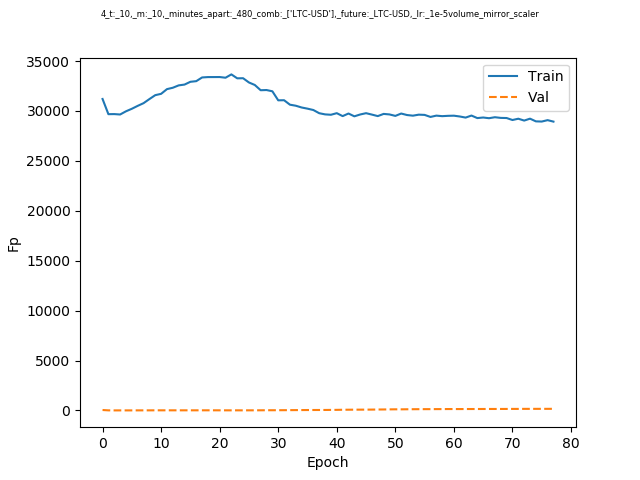 4_t:_10,_m:_10,_minutes_apart:_480_comb:_['LTC-USD'],_future:_LTC-USD,_lr:_1e-5volume_mirror_scaler
35000
30000
25000
20000
15000
10000
5000
0
Fp
Train
Val
0 10 20 30 40 50 60 70 80
Epoch